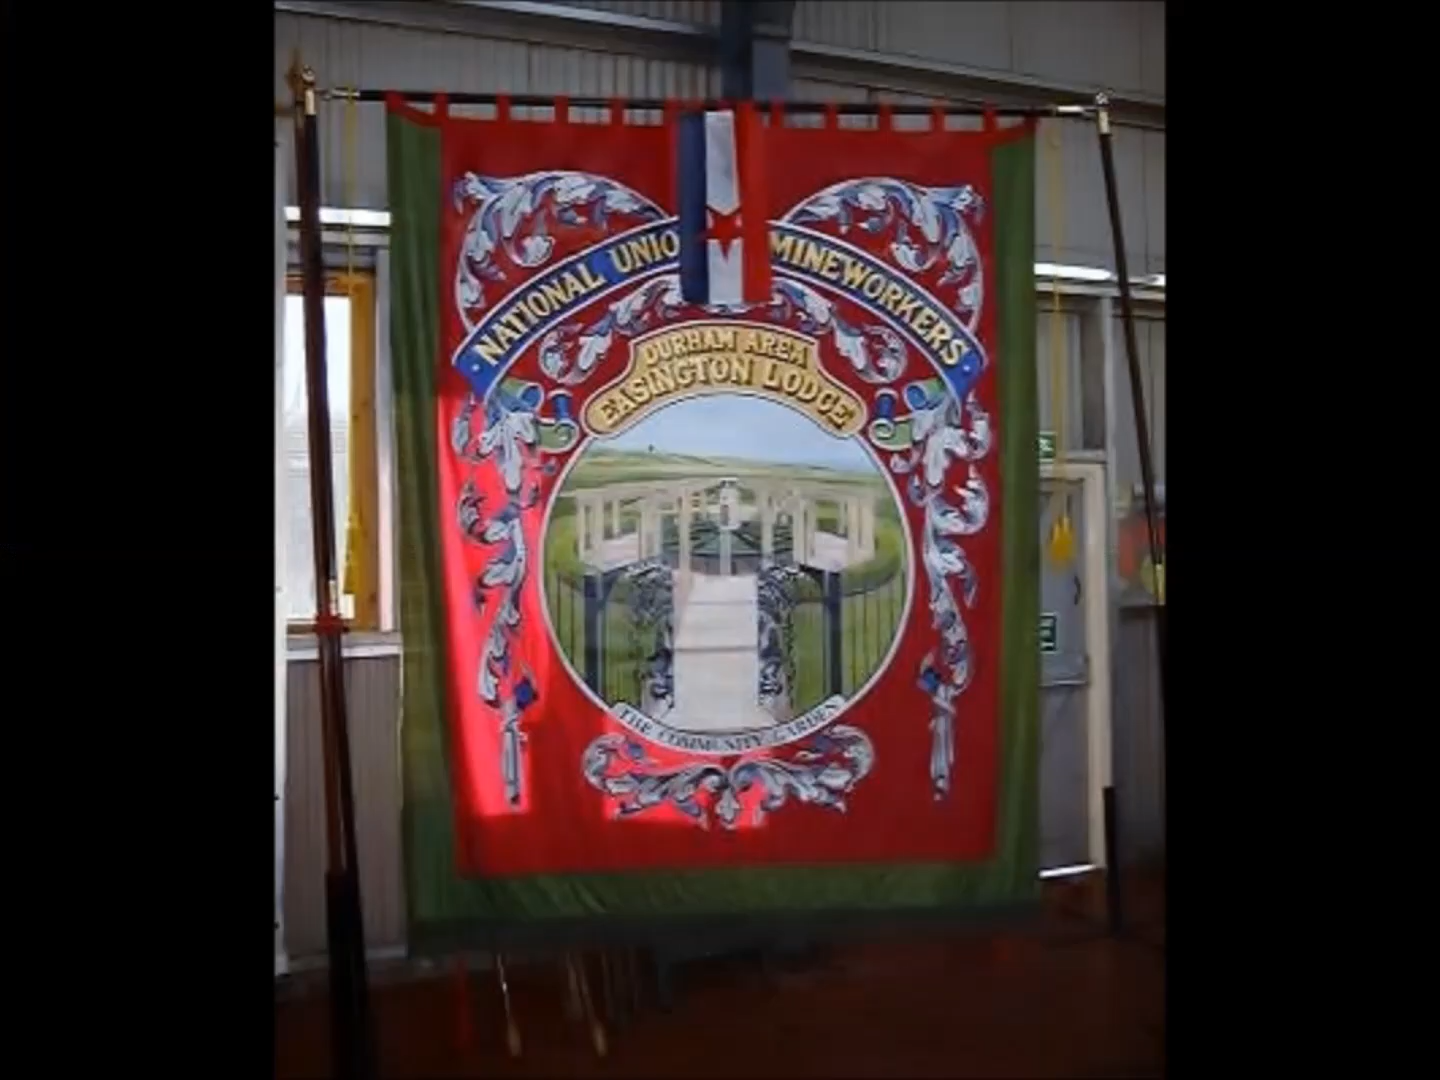 NATIONAL UNIO MINEWORKERS
DURHAM AREA
EASINGTON LODGE
THE COMMUNITY GARDEN